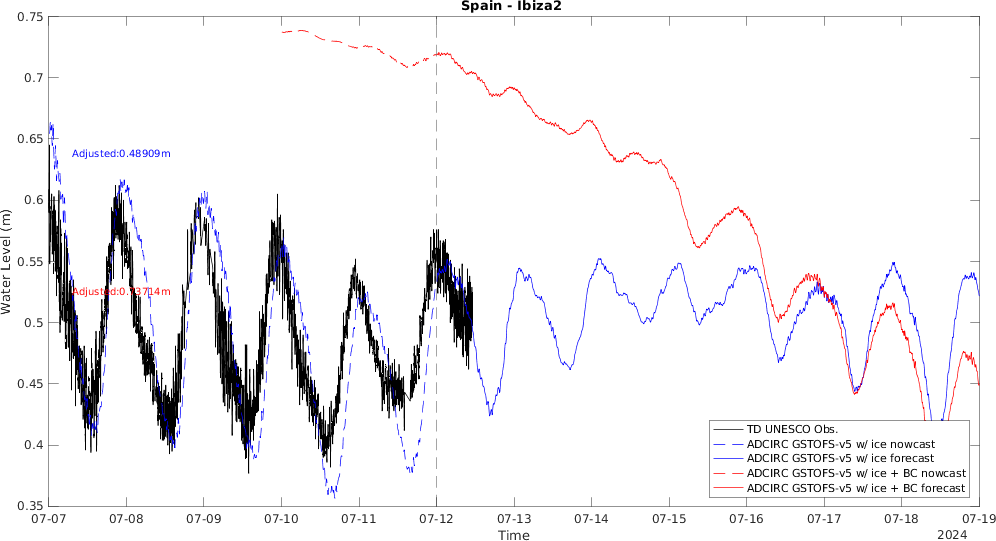 Spain - Ibiza2
0.75
0.7
0.65
0.6
0.55
0.5
0.45
0.4
0.35
Water Level (m)
Adjusted:0.48909m
Adjusted:0.73714m
TD UNESCO Obs.
ADCIRC GSTOFS-v5 w/ ice nowcast
ADCIRC GSTOFS-v5 w/ ice forecast
ADCIRC GSTOFS-v5 w/ ice + BC nowcast
ADCIRC GSTOFS-v5 w/ ice + BC forecast
07-07 07-08 07-09 07-10 07-11 07-12 07-13 07-14 07-15 07-16 07-17 07-18 07-19
Time
2024